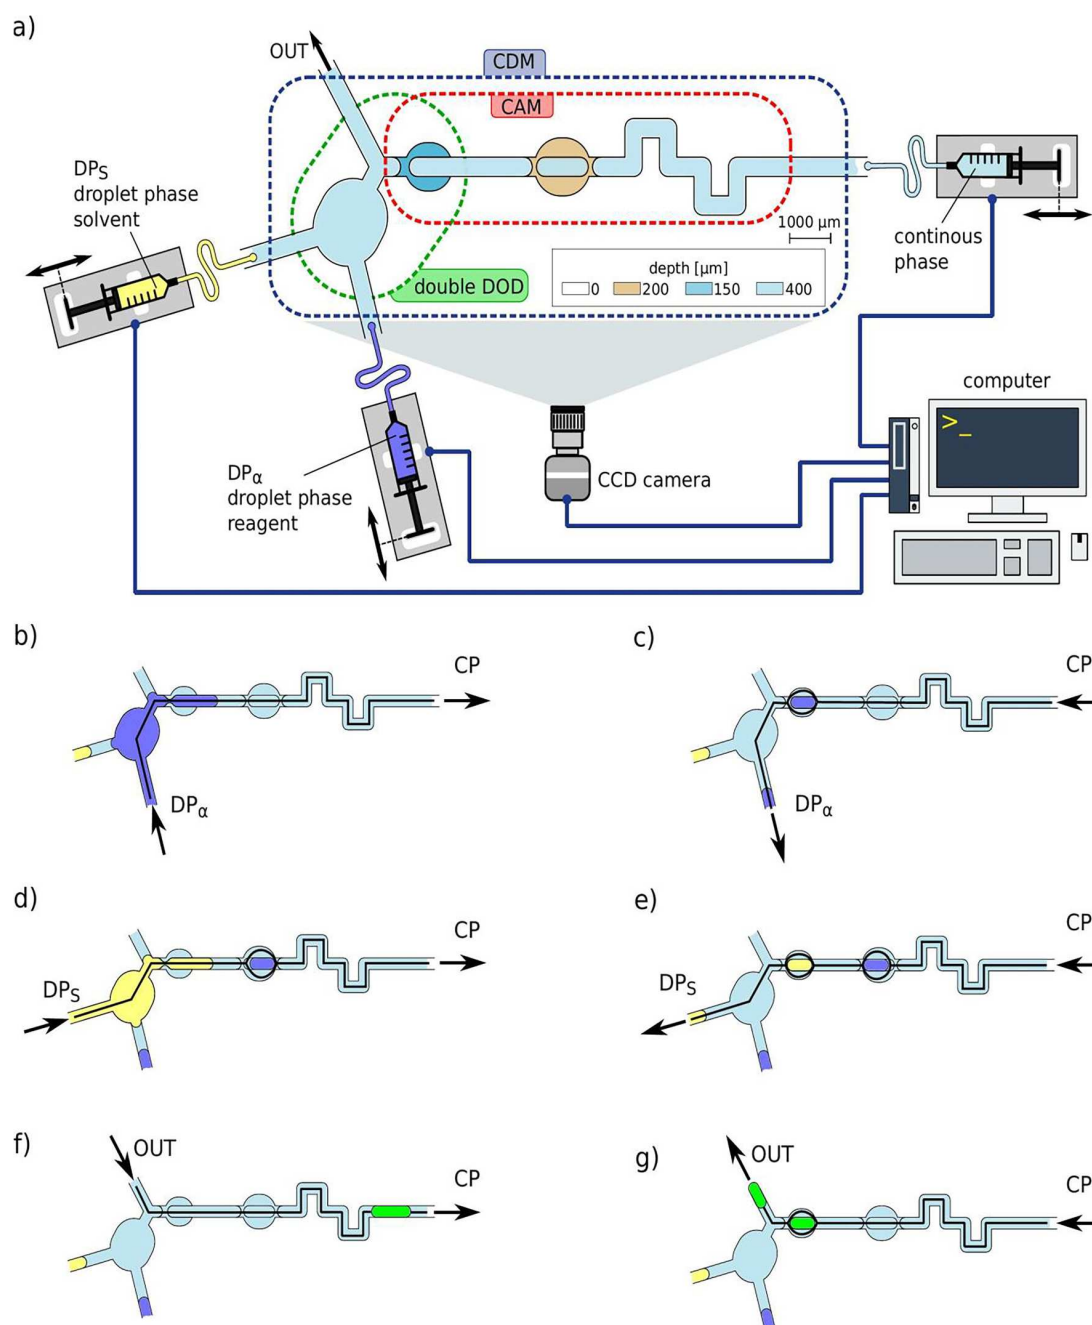 a)
OUT
CDM
CAM
DPS
droplet phase
solvent
continous
phase
1000 µm
depth [µm]
0
200
150
400
double DOD
computer
>_
CCD camera
DPα
droplet phase
reagent
b)
CP
DPα
c)
CP
DPα
d)
CP
DPS
e)
CP
DPS
f)
OUT
CP
g)
OUT
CP